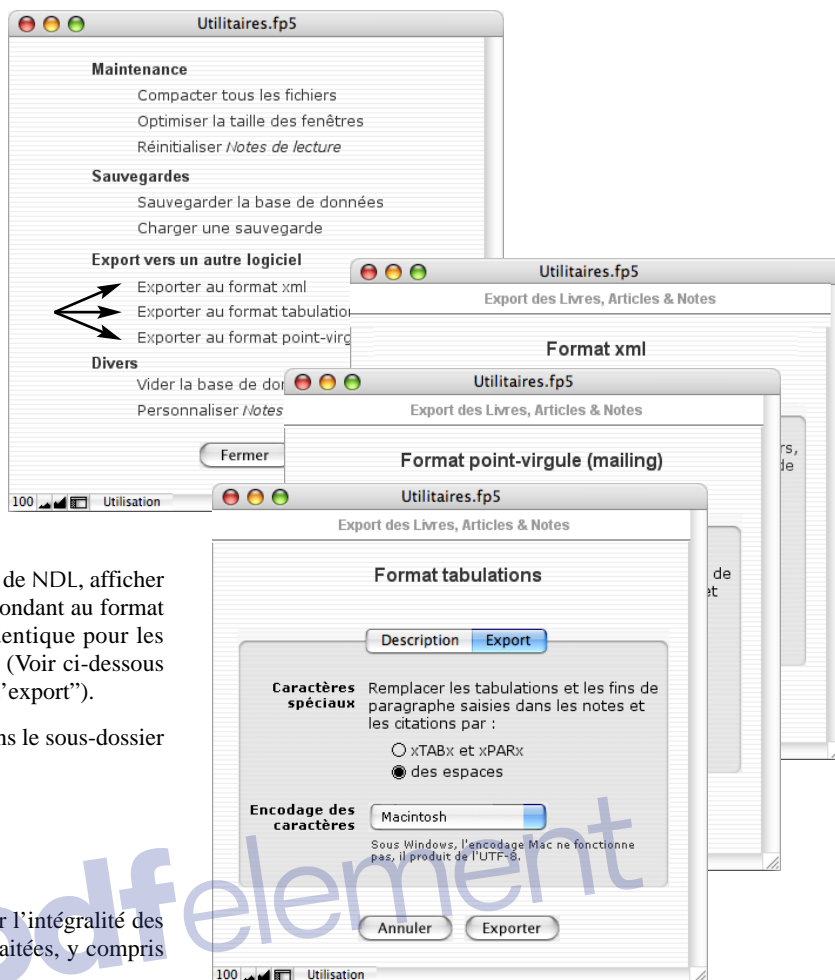 Utilitaires.fp5
Maintenance
Compacter tous les fichiers
Optimiser la taille des fenêtres
Réinitialiser Notes de lecture
Sauvegardes
Sauvegarder la base de données
Charger une sauvegarde
Export vers un autre logiciel
Exporter au format xml
Exporter au format tabulation
Exporter au format point-virg
Divers
Vider la base de do
Personnaliser Notes
Fermer
100 Utilisation
Utilitaires.fp5
Export des Livres, Articles & Notes
Format xml
rs,
de
Utilitaires.fp5
Export des Livres, Articles & Notes
Format point-virgule (mailing)
de
et
Utilitaires.fp5
Export des Livres, Articles & Notes
Format tabulations
Description Export
Caractères spéciaux
Remplacer les tabulations et les fins de
paragraphe saisies dans les notes et
les citations par :
xTABx et xPARx
des espaces
Encodage des caractères
Macintosh
Sous Windows, l'encodage Mac ne fonctionne
pas, il produit de l'UTF-8.
Annuler Exporter
100 Utilisation
de NDL, afficher
ondant au format
entique pour les
(Voir ci-dessous
’export”).
ns le sous-dossier
r l’intégralité des
aitées, y compris
pdfelement